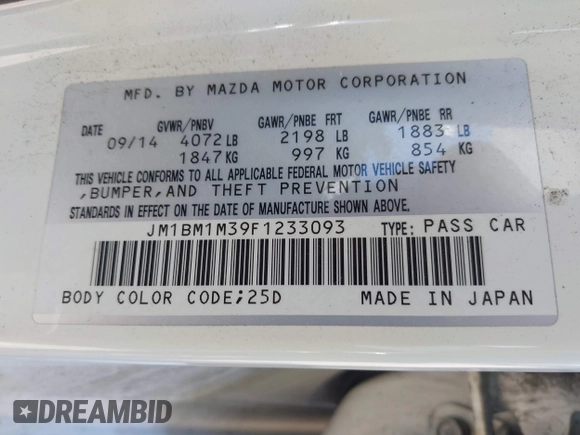 MFD. BY MAZDA MOTOR CORPORATION
DATE GVWR/PNBV GAWR/PNBE FRT GAWR/PNBE RR
09/14 4072 LB 2198 LB 1883 LB
1847 KG 997 KG 854 KG
THIS VEHICLE CONFORMS TO ALL APPLICABLE FEDERAL MOTOR VEHICLE SAFETY
,BUMPER,AND THEFT PREVENTION
STANDARDS IN EFFECT ON THE DATE OF MANUFACTURE SHOWN ABOVE.
JM1BM1M39F1233093 TYPE: PASS CAR
BODY COLOR CODE;25D MADE IN JAPAN
DREAMBID